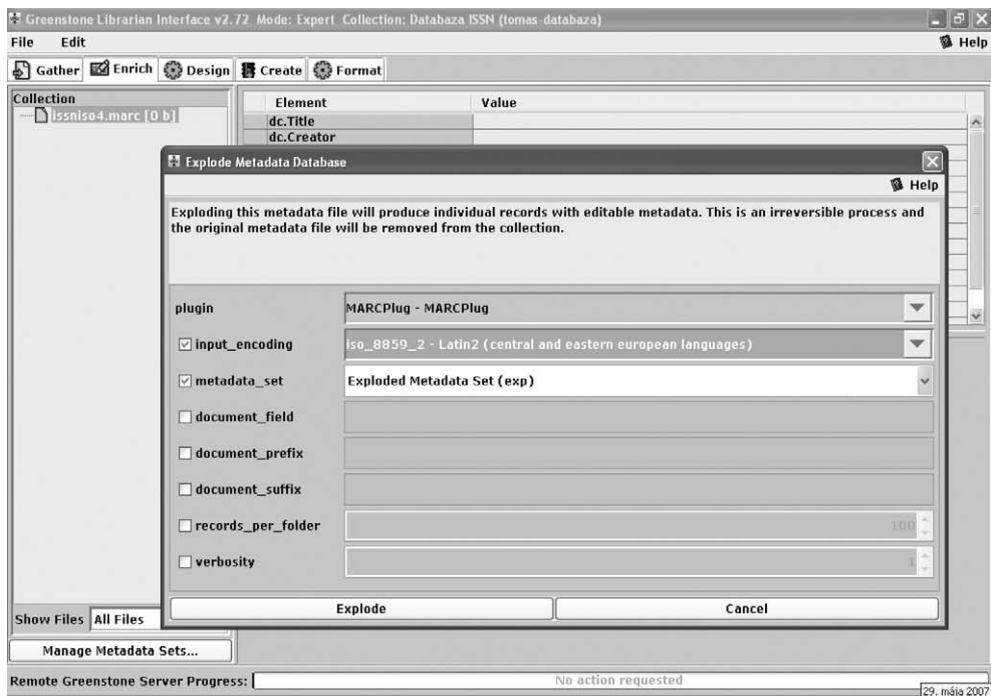 Greenstone Librarian Interface v2.72 Mode: Expert Collection: Databaza ISSN (tomas-databaza)
File Edit Help
Gather Enrich Design Create Format
Collection
issniso4.marc [0 b]
Element Value
dc.Title
dc.Creator
Explode Metadata Database
Help
Exploding this metadata file will produce individual records with editable metadata. This is an irreversible process and
the original metadata file will be removed from the collection.
plugin MARCPlug - MARCPlug
input_encoding iso_8859_2 - Latin2 (central and eastern european languages)
metadata_set Exploded Metadata Set (exp)
document_field
document_prefix
document_suffix
records_per_folder 100
verbosity 1
Explode Cancel
Show Files All Files
Manage Metadata Sets...
Remote Greenstone Server Progress: No action requested
29. mája 2007